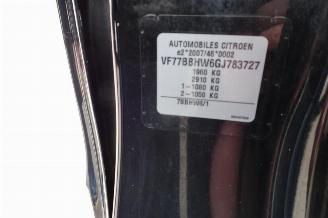 AUTOMOBILES CITROEN
e2*2007/46*0002
VF77BBHW6GJ783727
1960 KG
2910 KG
1-1080 KG
2-1050 KG
7BBHW6/1